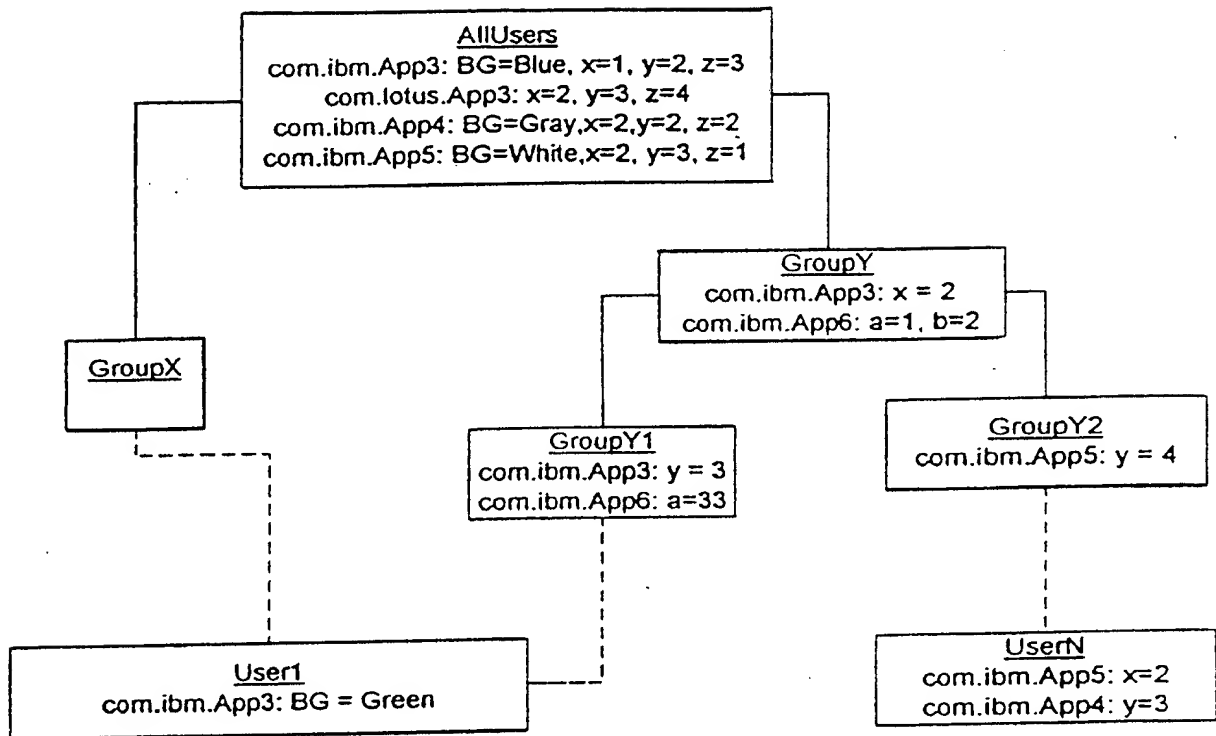 AllUsers
com.ibm.App3: BG=Blue, x=1, y=2, z=3
com.lotus.App3: x=2, y=3, z=4
com.ibm.App4: BG=Gray,x=2,y=2, z=2
com.ibm.App5: BG=White,x=2, y=3, z=1
GroupY
com.ibm.App3: x = 2
com.ibm.App6: a=1, b=2
GroupX
GroupY1
com.ibm.App3: y = 3
com.ibm.App6: a=33
GroupY2
com.ibm.App5: y = 4
User1
com.ibm.App3: BG = Green
UserN
com.ibm.App5: x=2
com.ibm.App4: y=3